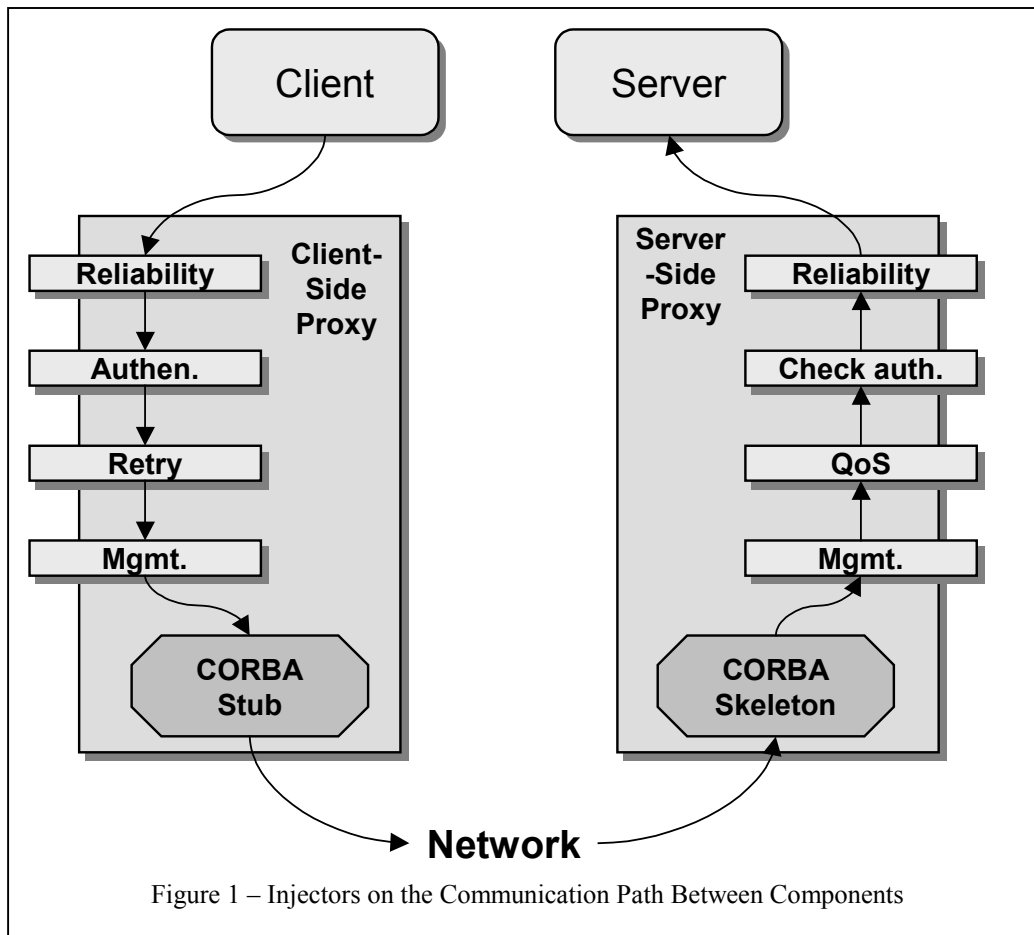 Client
Server
Client-
Side
Proxy
Reliability
Authen.
Retry
Mgmt.
CORBA
Stub
Server
-Side
Proxy
Reliability
Check auth.
QoS
Mgmt.
CORBA
Skeleton
Network
Figure 1 – Injectors on the Communication Path Between Components